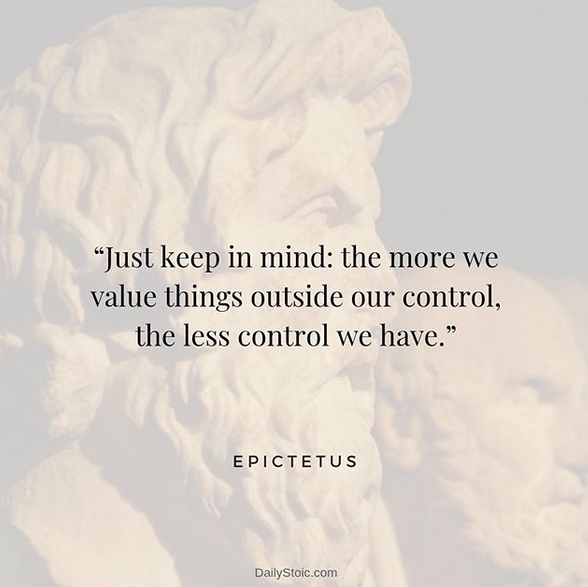 “Just keep in mind: the more we
value things outside our control,
the less control we have.”
EPICTETUS
DailyStoic.com